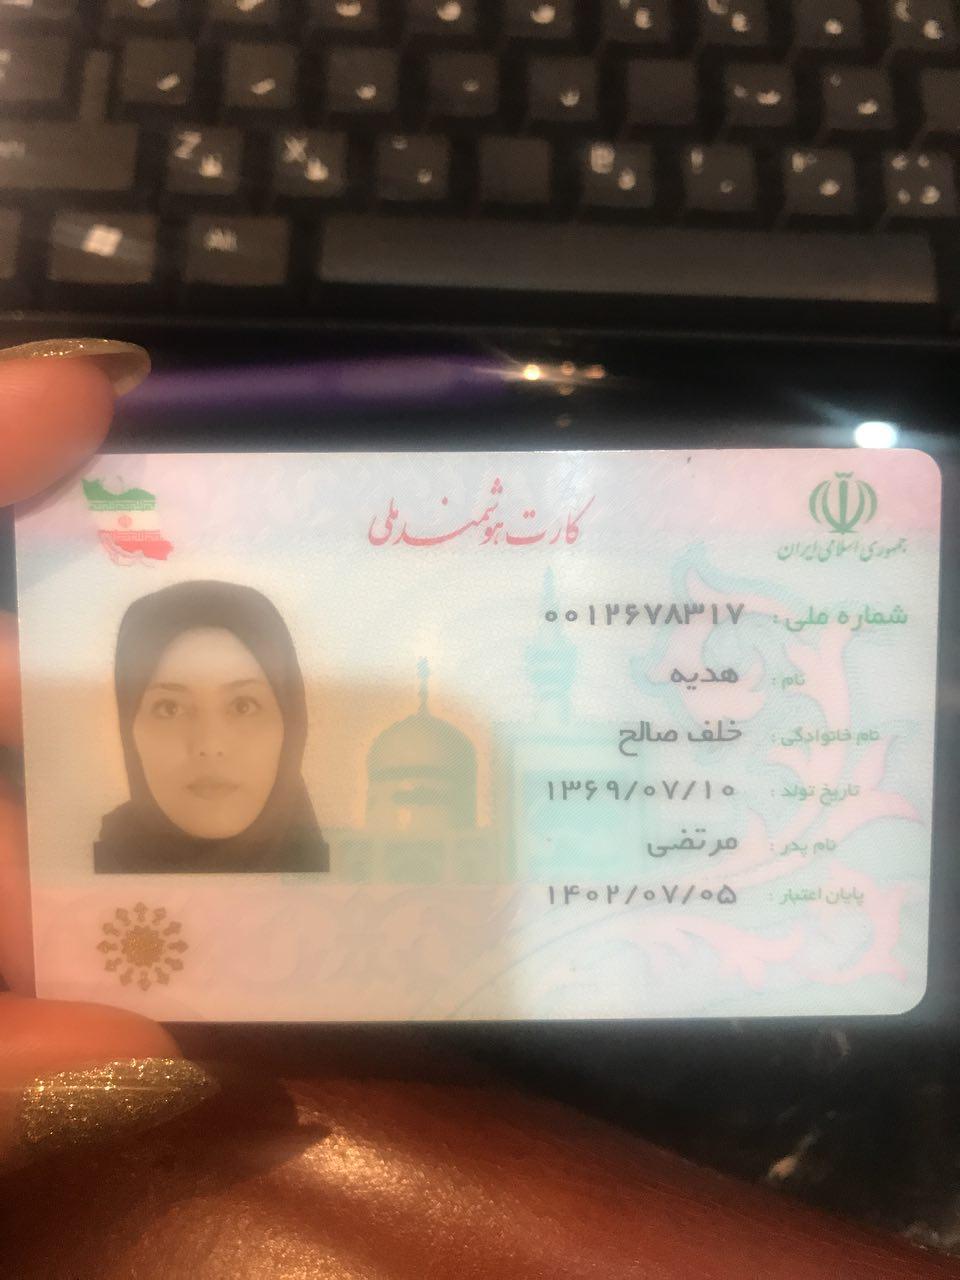 Z
X
Alt
کارت هوشمند ملی
جمهوری اسلامی ایران
شماره ملی: ۰۰۱۲۶۷۸۳۱۷
نام: هدیه
نام خانوادگی: خلف صالح
تاریخ تولد: ۱۳۶۹/۰۷/۱۰
نام پدر: مرتضی
پایان اعتبار: ۱۴۰۲/۰۷/۰۵